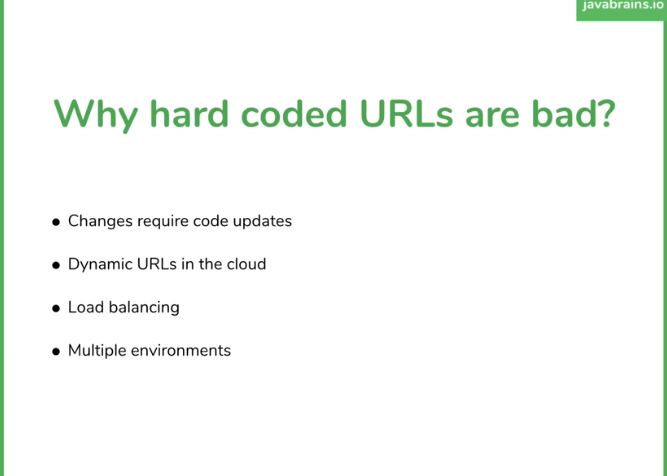 javabrains.io
Why hard coded URLs are bad?
● Changes require code updates
● Dynamic URLs in the cloud
● Load balancing
● Multiple environments